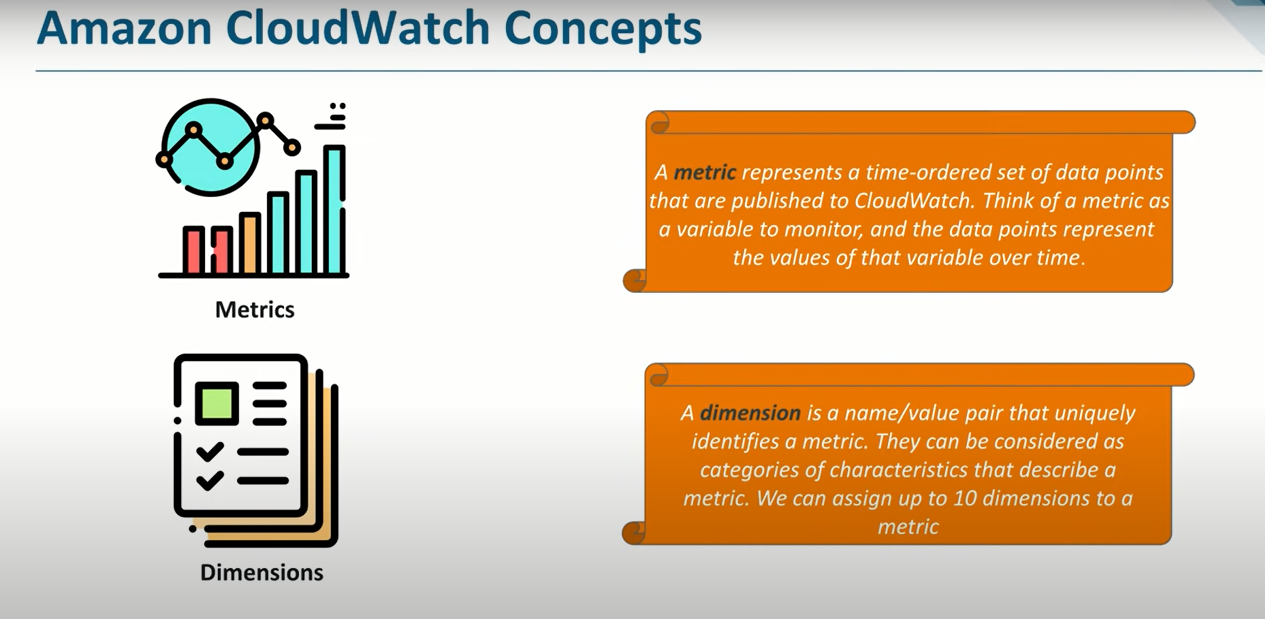 Amazon CloudWatch Concepts
Metrics
A metric represents a time-ordered set of data points
that are published to CloudWatch. Think of a metric as
a variable to monitor, and the data points represent
the values of that variable over time.
Dimensions
A dimension is a name/value pair that uniquely
identifies a metric. They can be considered as
categories of characteristics that describe a
metric. We can assign up to 10 dimensions to a
metric